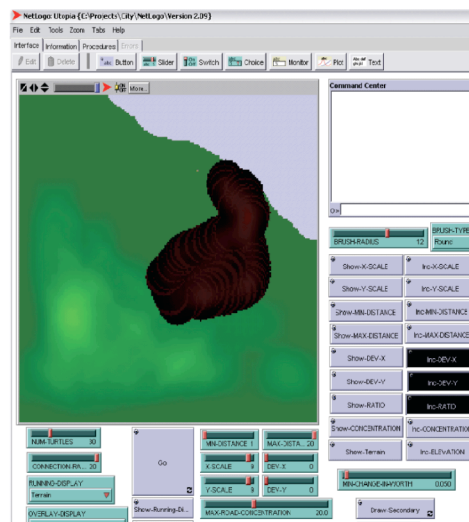 NetLogo: Utopia {C:\Projects\City\NetLogo\Version 2.09}
File Edit Tools Zoom Tabs Help
Interface Information Procedures Errors
Edit Delete Button Slider Switch Choice Monitor Plot Text
More...
Command Center
O>
BRUSH-RADIUS 12
BRUSH-TYPE
Round
Show-X-SCALE Inc-X-SCALE
Show-Y-SCALE Inc-Y-SCALE
Show-MIN-DISTANCE Inc-MIN-DISTANCE
Show-MAX-DISTANCE Inc-MAX-DISTANCE
Show-DEV-X Inc-DEV-X
Show-DEV-Y Inc-DEV-Y
Show-RATIO Inc-RATIO
Show-CONCENTRATION Inc-CONCENTRATION
Show-Terrain Inc-ELEVATION
NUM-TURTLES 30
CONNECTION-RA... 20
RUNNING-DISPLAY
Terrain
OVERLAY-DISPLAY
Go
Show-Running-Di...
MIN-DISTANCE 1 MAX-DISTA... 20
X-SCALE 9 DEV-X 0
Y-SCALE 9 DEV-Y 0
MAX-ROAD-CONCENTRATION 20.0
0.050
Draw-Secondary